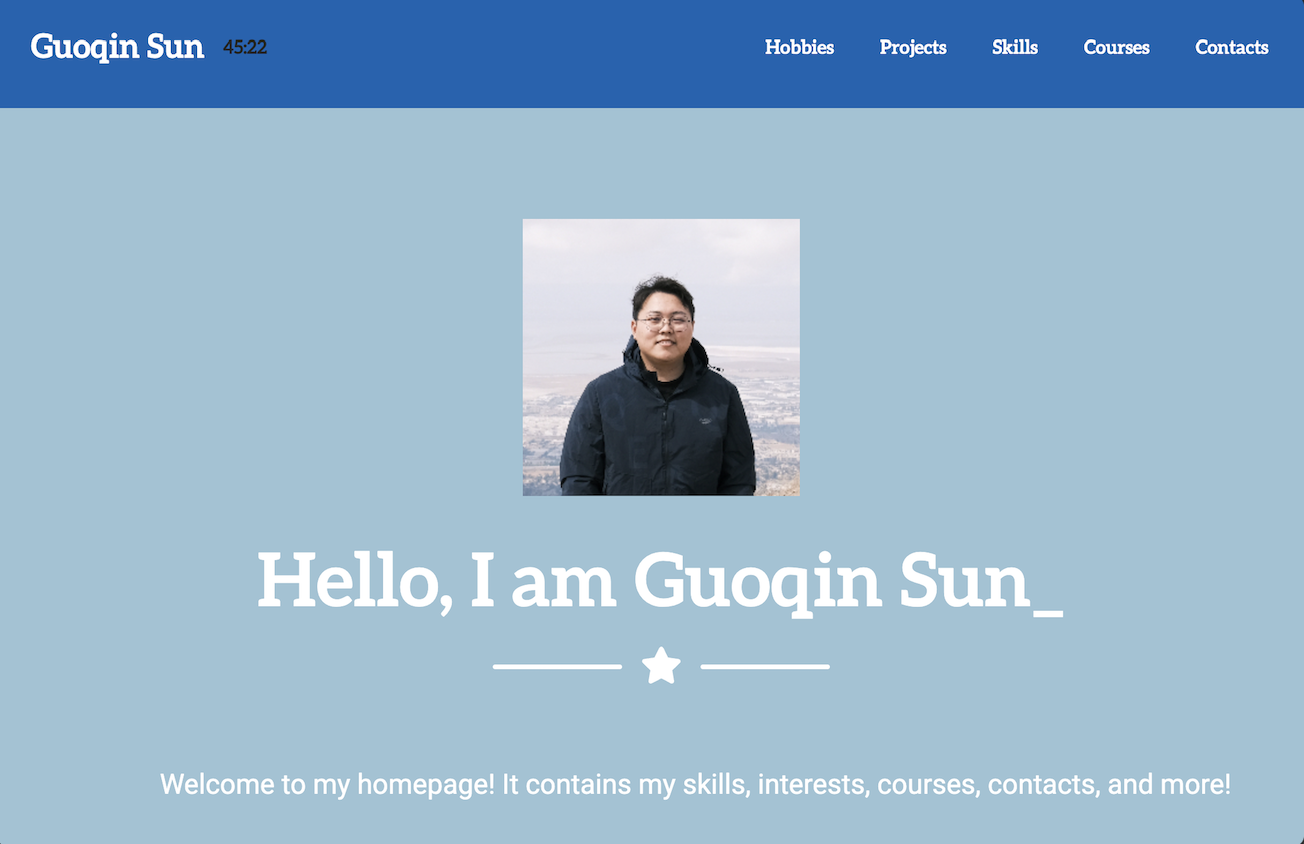 Guoqin Sun 45:22 Hobbies Projects Skills Courses Contacts
Hello, I am Guoqin Sun_
Welcome to my homepage! It contains my skills, interests, courses, contacts, and more!